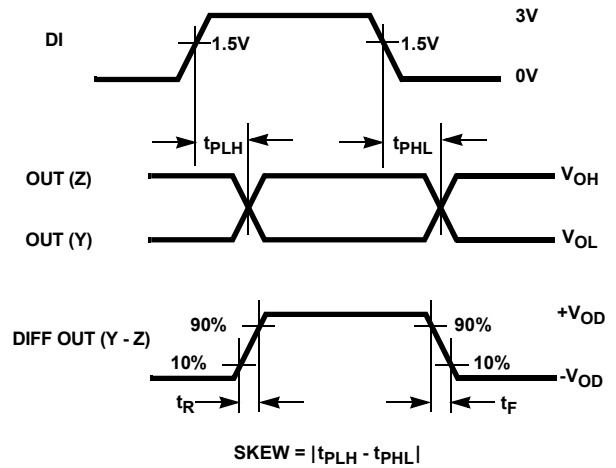 3V
DI
1.5V
1.5V
0V
tPLH
tPHL
OUT (Z)
VOH
OUT (Y)
VOL
+VOD
90%
90%
DIFF OUT (Y - Z)
10%
10%
-VOD
tR
tF
SKEW = |tPLH - tPHL|